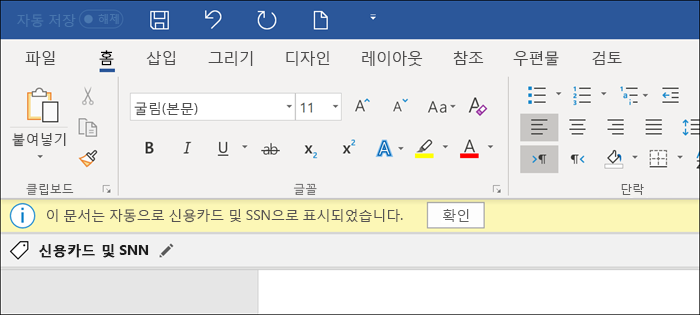 자동 저장 해제
파일 홈 삽입 그리기 디자인 레이아웃 참조 우편물 검토
붙여넣기
굴림(본문) 11 A A Aa A
B I U ab x₂ x² A A
클립보드 글꼴 단락
이 문서는 자동으로 신용카드 및 SSN으로 표시되었습니다. 확인
신용카드 및 SNN